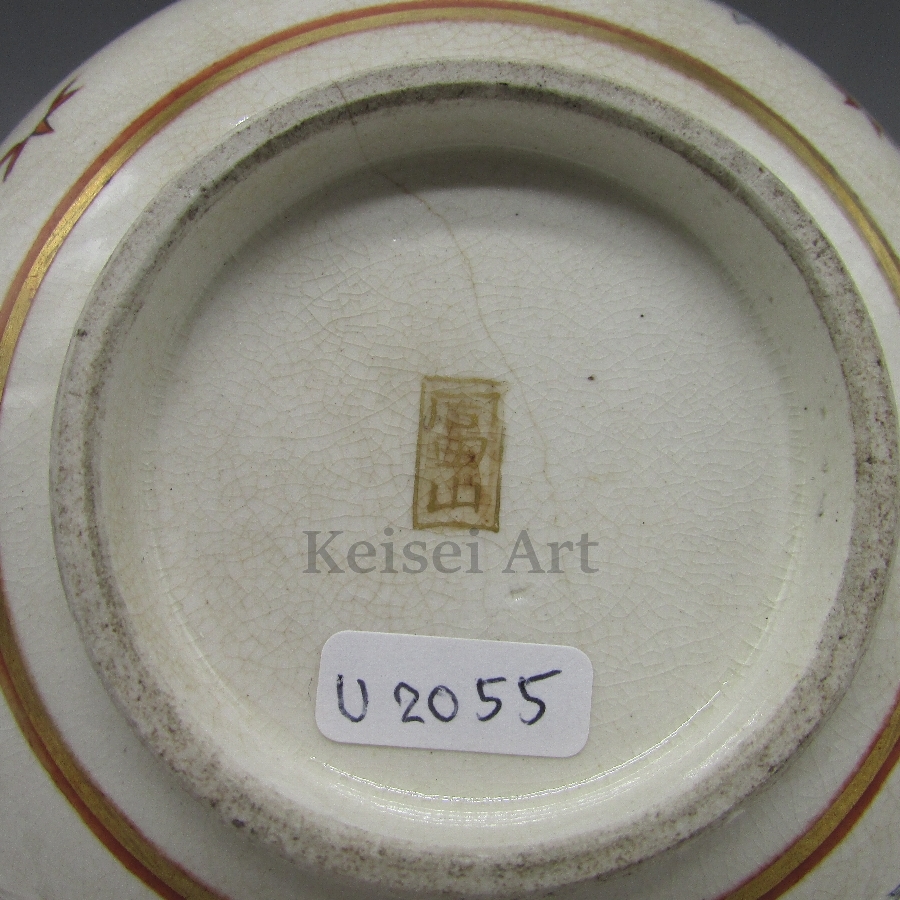 山
Keisei Art
U 2055